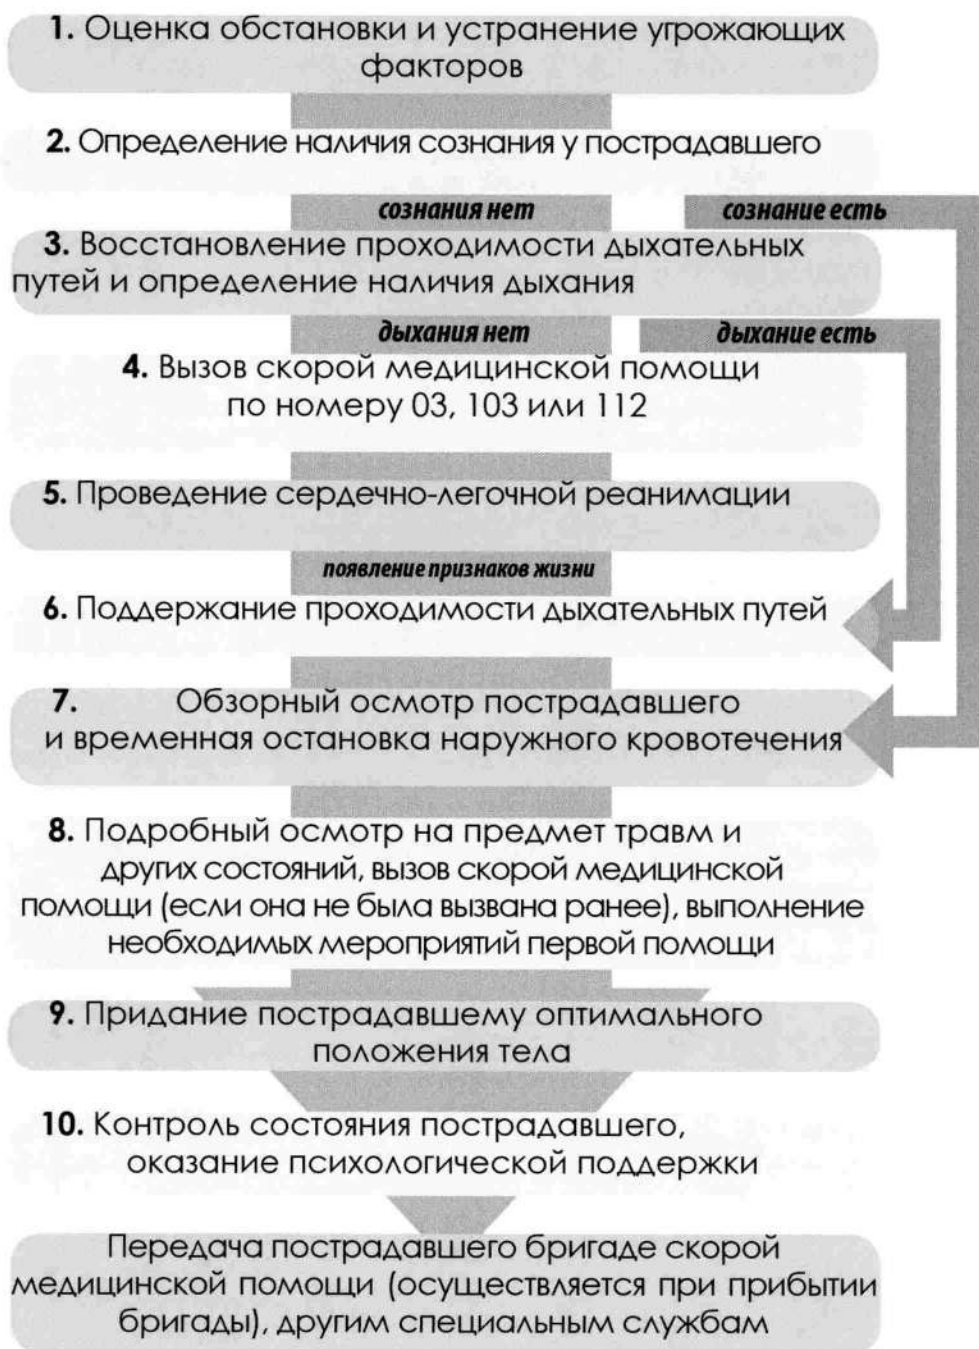 1. Оценка обстановки и устранение угрожающих
факторов
2. Определение наличия сознания у пострадавшего
сознания нет
сознание есть
3. Восстановление проходимости дыхательных
путей и определение наличия дыхания
дыхания нет
дыхание есть
4. Вызов скорой медицинской помощи
по номеру 03, 103 или 112
5. Проведение сердечно-легочной реанимации
появление признаков жизни
6. Поддержание проходимости дыхательных путей
7. Обзорный осмотр пострадавшего
и временная остановка наружного кровотечения
8. Подробный осмотр на предмет травм и
других состояний, вызов скорой медицинской
помощи (если она не была вызвана ранее), выполнение
необходимых мероприятий первой помощи
9. Придание пострадавшему оптимального
положения тела
10. Контроль состояния пострадавшего,
оказание психологической поддержки
Передача пострадавшего бригаде скорой
медицинской помощи (осуществляется при прибытии
бригады), другим специальным службам